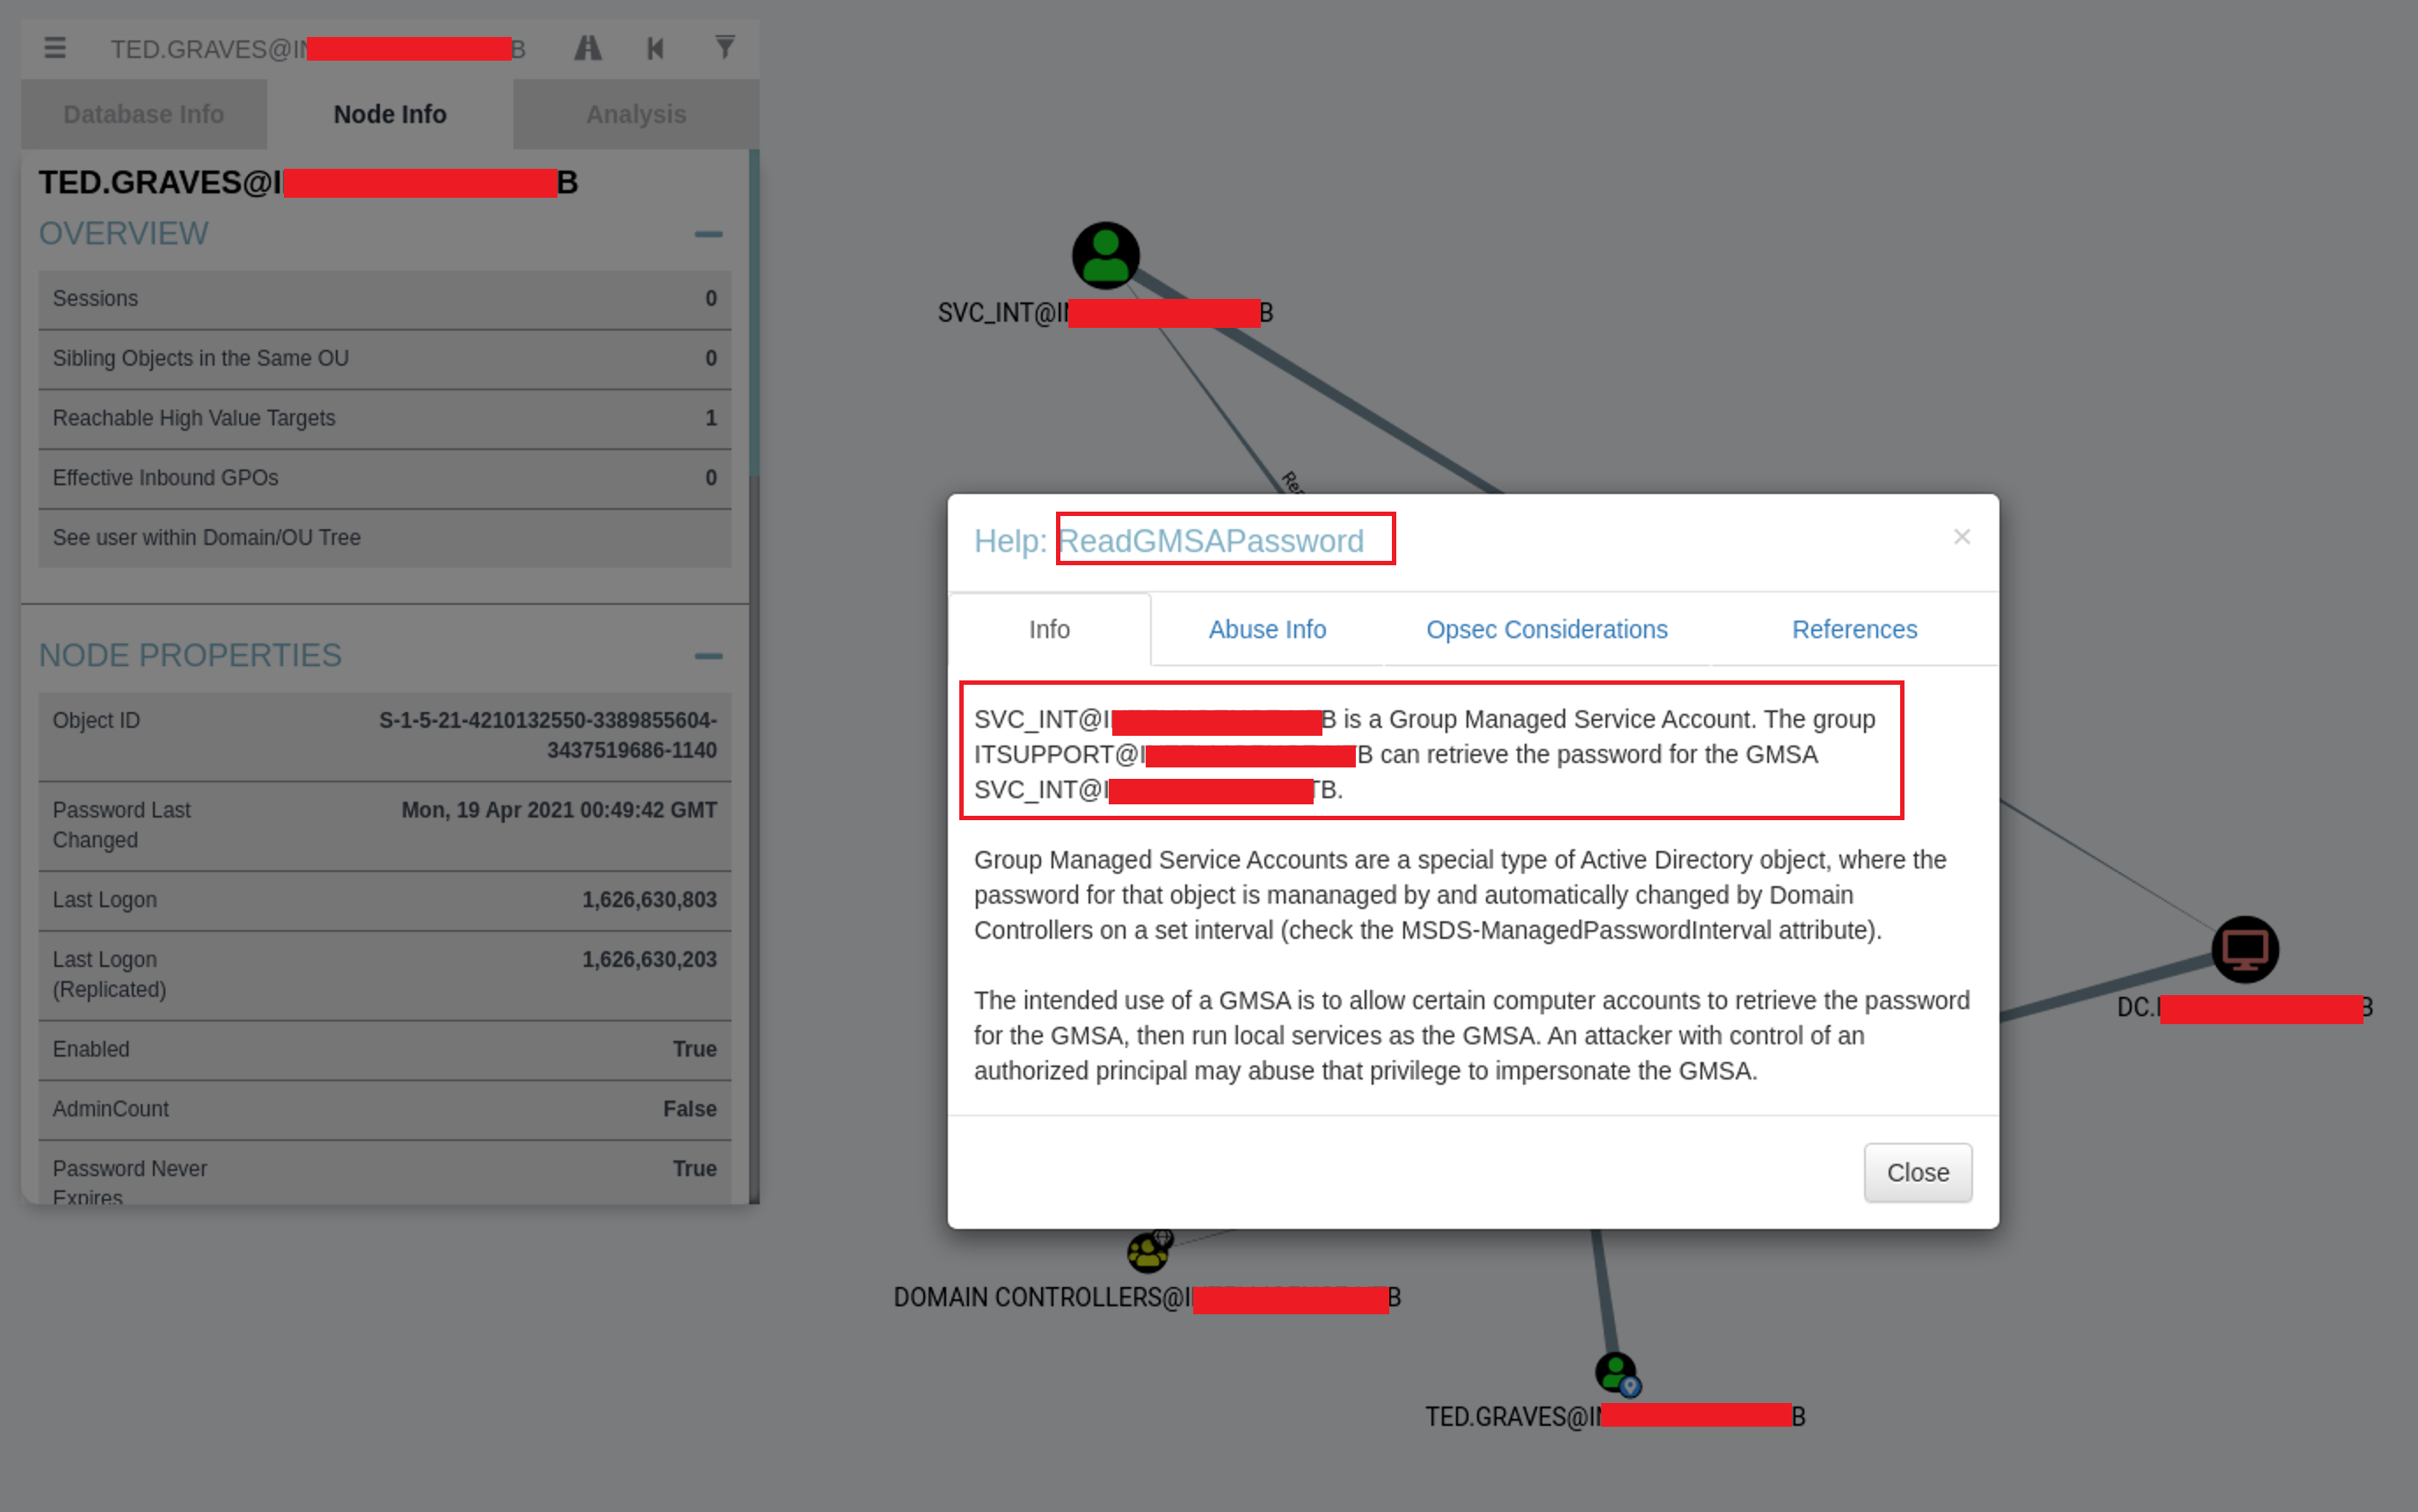 TED.GRAVES@I B
Database Info Node Info Analysis
TED.GRAVES@I B
OVERVIEW
Sessions 0
Sibling Objects in the Same OU 0
Reachable High Value Targets 1
Effective Inbound GPOs 0
See user within Domain/OU Tree
NODE PROPERTIES
Object ID S-1-5-21-4210132550-3389855604-
3437519686-1140
Password Last Mon, 19 Apr 2021 00:49:42 GMT
Changed
Last Logon 1,626,630,803
Last Logon 1,626,630,203
(Replicated)
Enabled True
AdminCount False
Password Never True
Expires
SVC_INT@I B
Rea
Help: ReadGMSAPassword ×
Info Abuse Info Opsec Considerations References
SVC_INT@I B is a Group Managed Service Account. The group
ITSUPPORT@I B can retrieve the password for the GMSA
SVC_INT@I TB.
Group Managed Service Accounts are a special type of Active Directory object, where the
password for that object is mananaged by and automatically changed by Domain
Controllers on a set interval (check the MSDS-ManagedPasswordInterval attribute).
The intended use of a GMSA is to allow certain computer accounts to retrieve the password
for the GMSA, then run local services as the GMSA. An attacker with control of an
authorized principal may abuse that privilege to impersonate the GMSA.
Close
DC. B
DOMAIN CONTROLLERS@I B
TED.GRAVES@I B